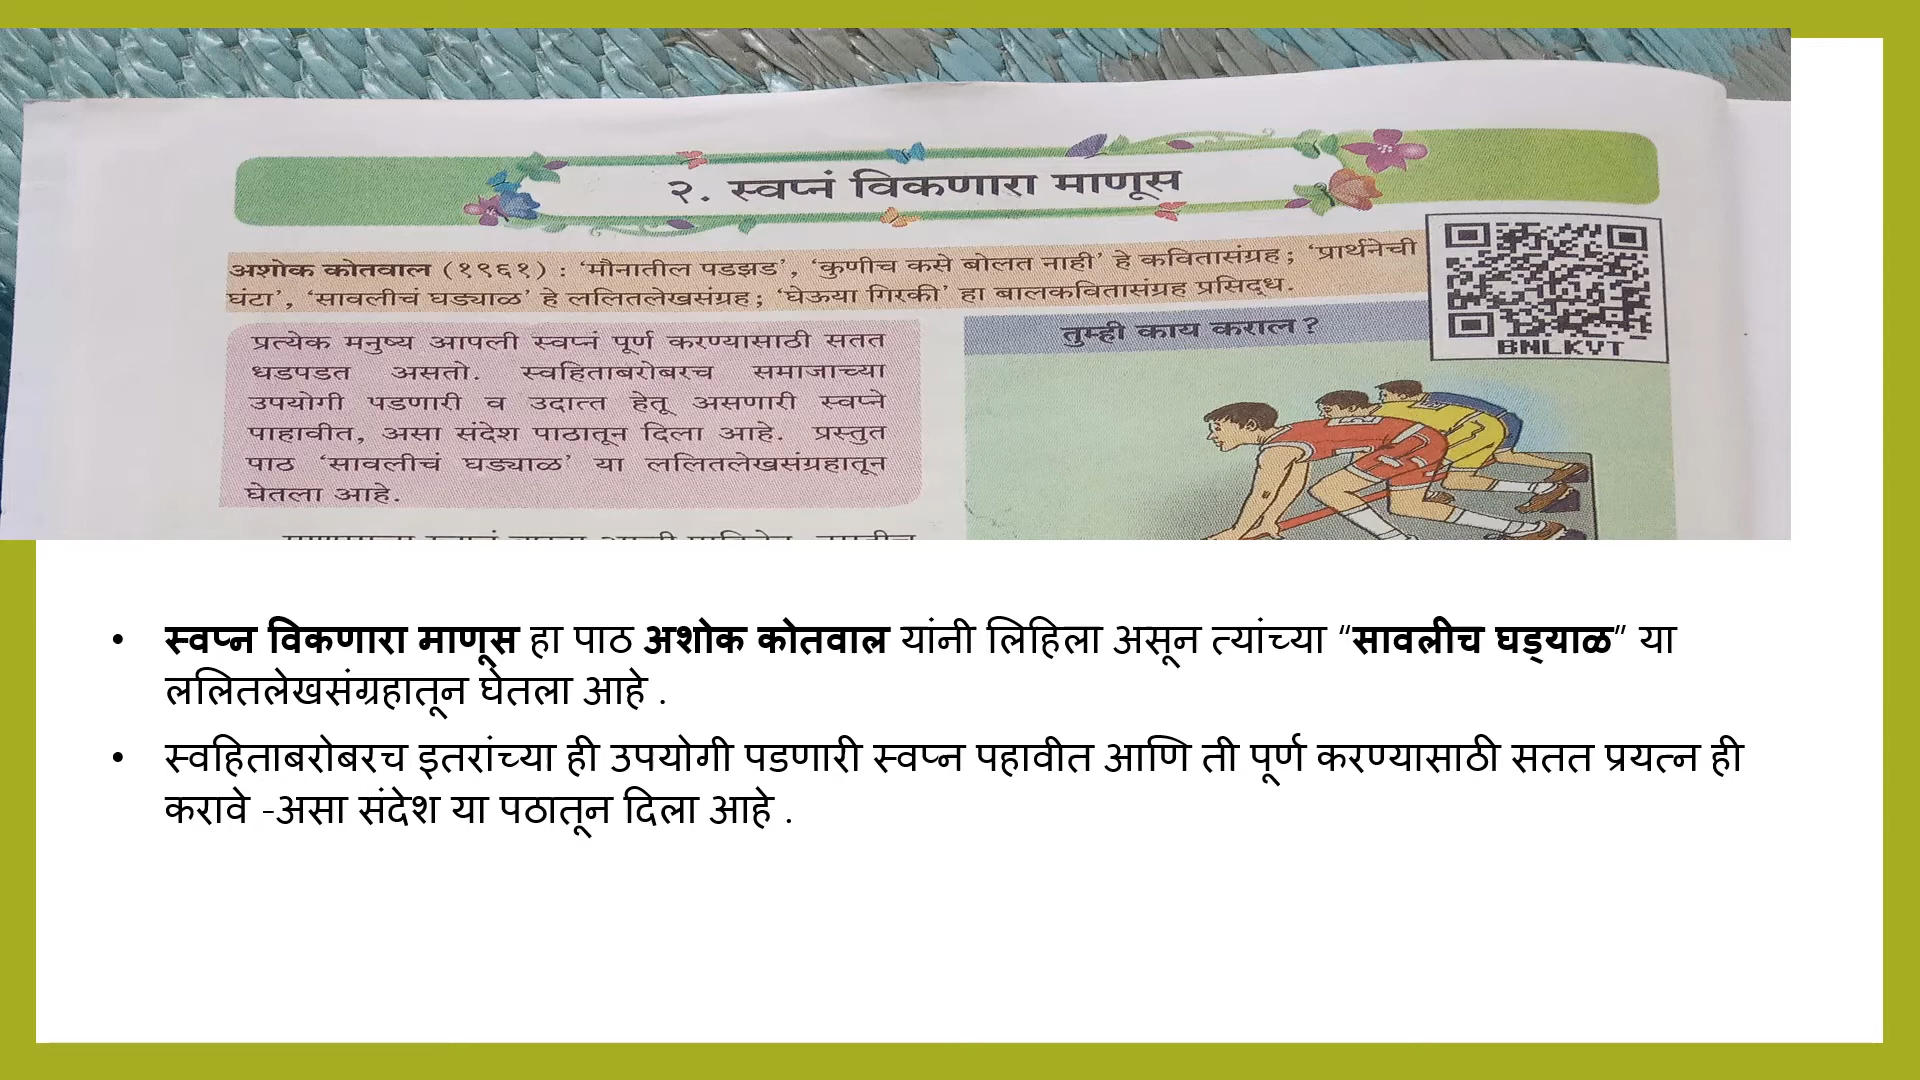 २. स्वप्नं विकणारा माणूस
अशोक कोतवाल (१९६१) : ‘मौनातील पडझड’, ‘कुणीच कसे बोलत नाही’ हे कवितासंग्रह; ‘प्रार्थनेची
घंटा’, ‘सावलीचं घड्याळ’ हे ललितलेखसंग्रह; ‘घेऊया गिरकी’ हा बालकवितासंग्रह प्रसिद्ध.
BNLKVT
प्रत्येक मनुष्य आपली स्वप्नं पूर्ण करण्यासाठी सतत
धडपडत असतो. स्वहिताबरोबरच समाजाच्या
उपयोगी पडणारी व उदात्त हेतू असणारी स्वप्ने
पाहावीत, असा संदेश पाठातून दिला आहे. प्रस्तुत
पाठ ‘सावलीचं घड्याळ’ या ललितलेखसंग्रहातून
घेतला आहे.
तुम्ही काय कराल?
• स्वप्न विकणारा माणूस हा पाठ अशोक कोतवाल यांनी लिहिला असून त्यांच्या “सावलीच घड्याळ” या
ललितलेखसंग्रहातून घेतला आहे .
• स्वहिताबरोबरच इतरांच्या ही उपयोगी पडणारी स्वप्न पहावीत आणि ती पूर्ण करण्यासाठी सतत प्रयत्न ही
करावे -असा संदेश या पठातून दिला आहे .